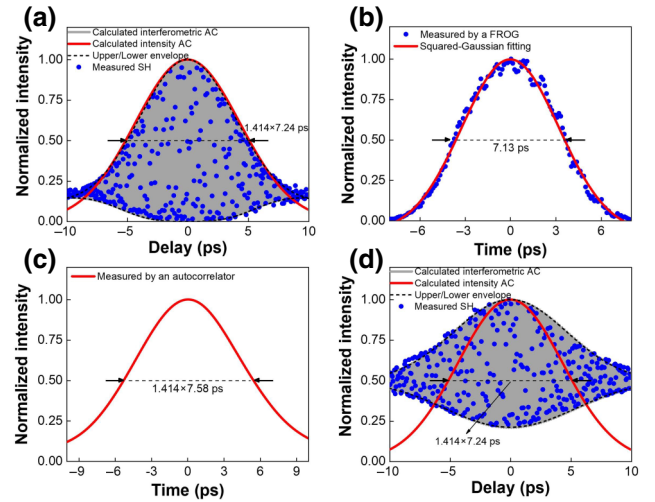 (a)
Calculated interferometric AC
Calculated intensity AC
Upper/Lower envelope
Measured SH
Normalized intensity
1.00
0.75
0.50
0.25
0.00
1.414×7.24 ps
−10 −5 0 5 10
Delay (ps)
(b)
Measured by a FROG
Squared-Gaussian fitting
Normalized intensity
1.00
0.75
0.50
0.25
0.00
7.13 ps
-6 -3 0 3 6
Time (ps)
(c)
Measured by an autocorrelator
Normalized intensity
1.00
0.75
0.50
0.25
0.00
1.414×7.58 ps
-9 -6 -3 0 3 6 9
Time (ps)
(d)
Calculated interferometric AC
Calculated intensity AC
Upper/Lower envelope
Measured SH
Normalized intensity
1.00
0.75
0.50
0.25
0.00
1.414×7.24 ps
-10 -5 0 5 10
Delay (ps)